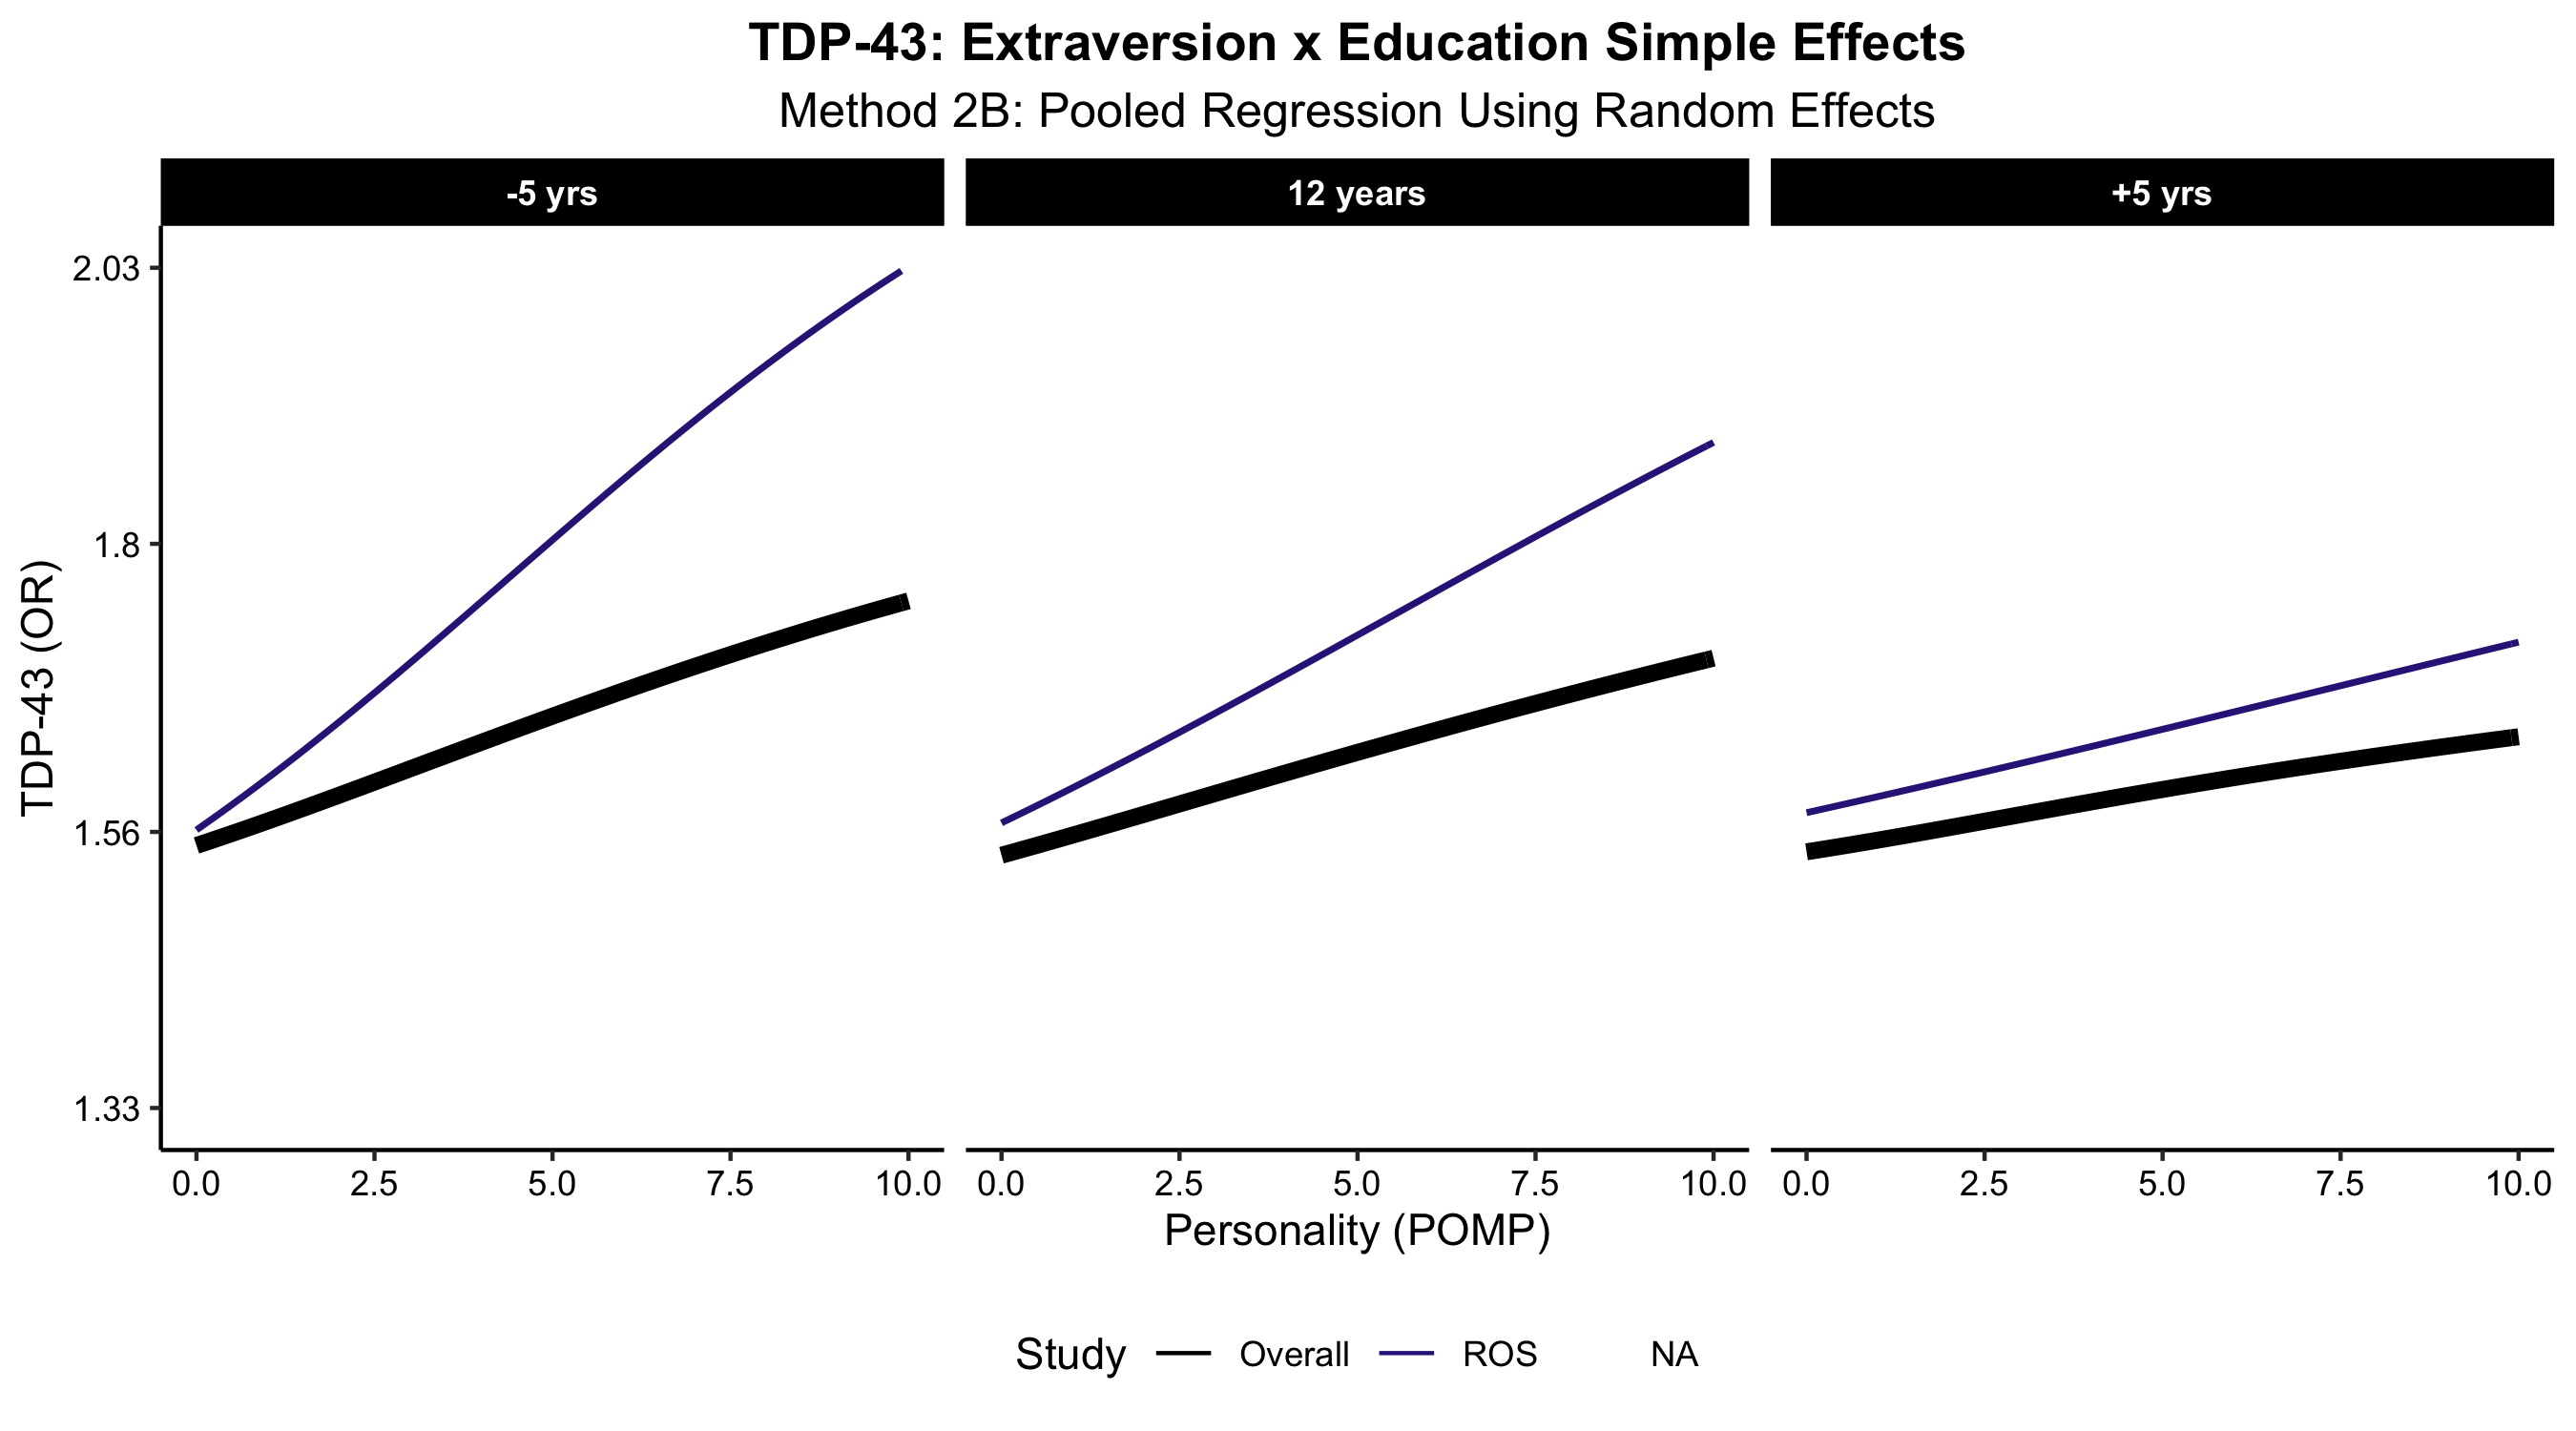 TDP-43: Extraversion x Education Simple Effects
Method 2B: Pooled Regression Using Random Effects
-5 yrs
12 years
+5 yrs
TDP-43 (OR)
2.03
1.8
1.56
1.33
0.0 2.5 5.0 7.5 10.0
0.0 2.5 5.0 7.5 10.0
0.0 2.5 5.0 7.5 10.0
Personality (POMP)
Study Overall ROS NA